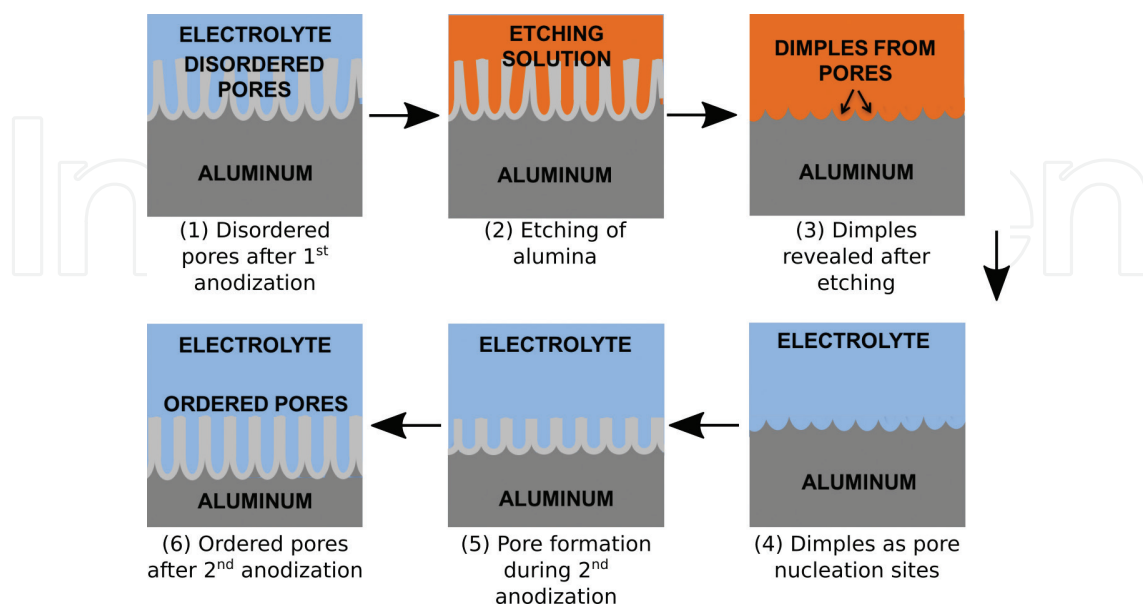 ELECTROLYTE
DISORDERED
PORES
ALUMINUM
(1) Disordered
pores after 1st
anodization
ETCHING
SOLUTION
ALUMINUM
(2) Etching of
alumina
DIMPLES FROM
PORES
ALUMINUM
(3) Dimples
revealed after
etching
ELECTROLYTE
ALUMINUM
(4) Dimples as pore
nucleation sites
ELECTROLYTE
ALUMINUM
(5) Pore formation
during 2nd
anodization
ELECTROLYTE
ORDERED PORES
ALUMINUM
(6) Ordered pores
after 2nd anodization